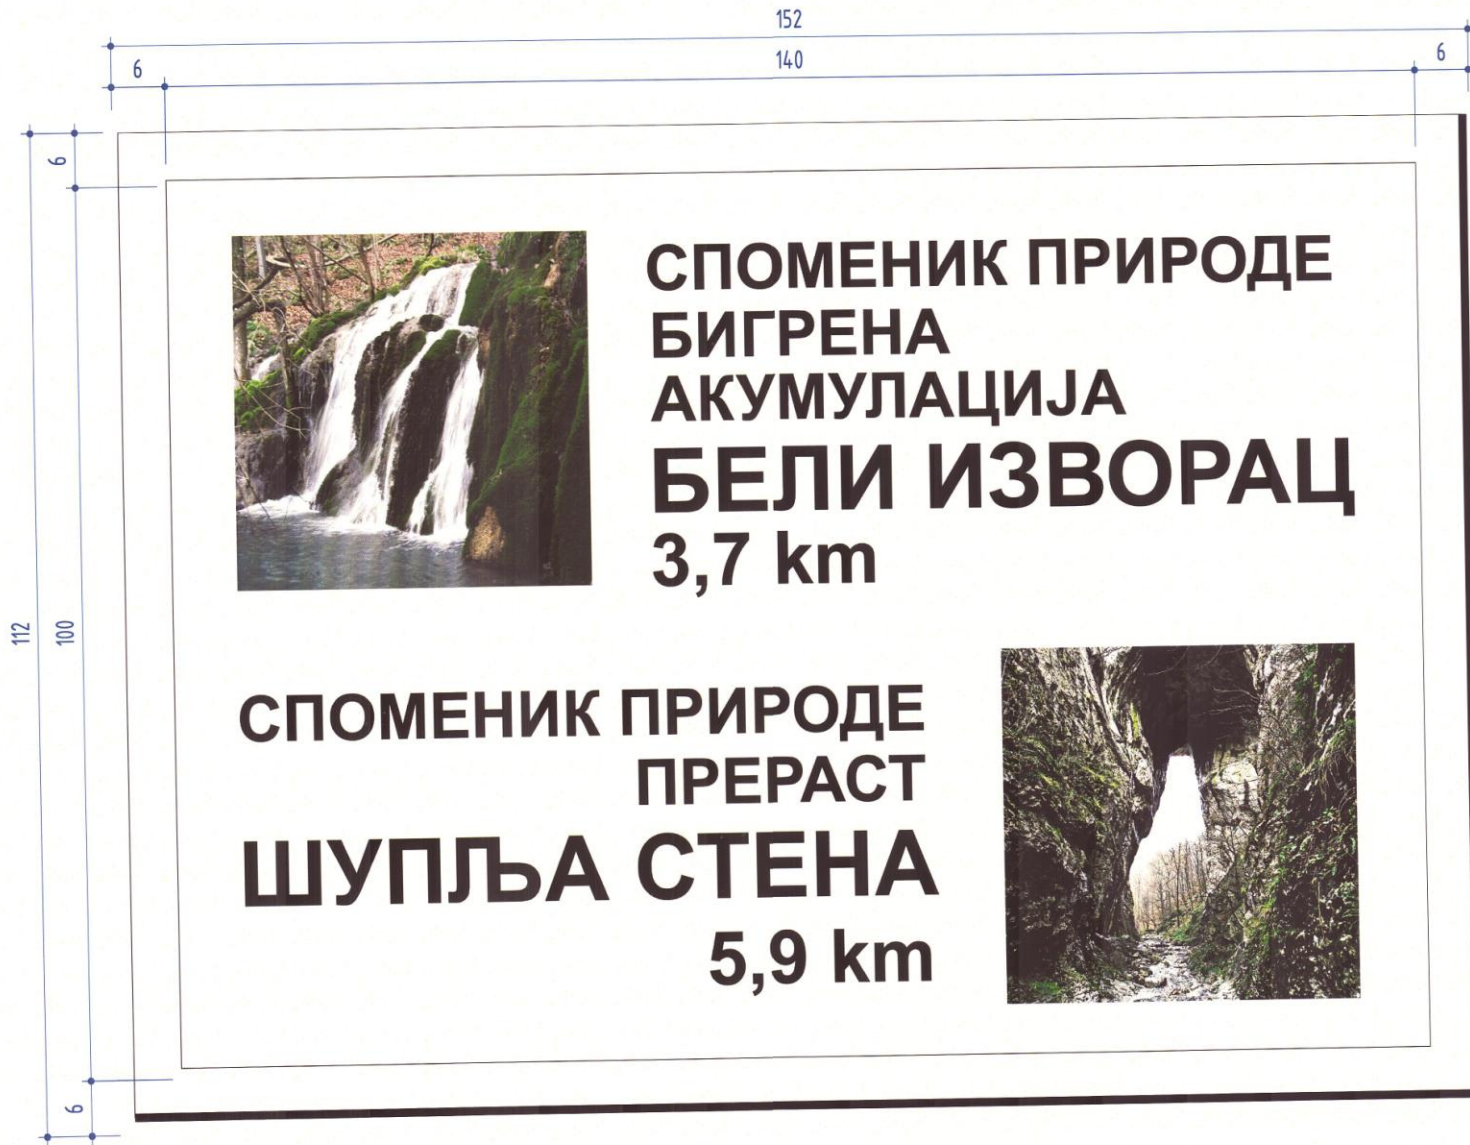 152
6
140
6
6
СПОМЕНИК ПРИРОДЕ
БИГРЕНА
АКУМУЛАЦИЈА
БЕЛИ ИЗВОРАЦ
3,7 km
112
100
СПОМЕНИК ПРИРОДЕ
ПРЕРАСТ
ШУПЉА СТЕНА
5,9 km
6